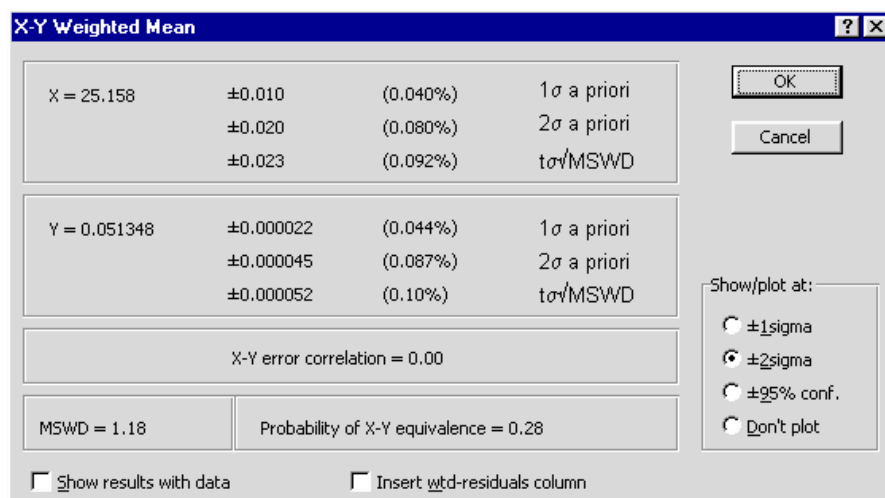 X-Y Weighted Mean
X = 25.158 ±0.010 (0.040%) 1σ a priori
±0.020 (0.080%) 2σ a priori
±0.023 (0.092%) tσ√MSWD
OK
Cancel
Y = 0.051348 ±0.000022 (0.044%) 1σ a priori
±0.000045 (0.087%) 2σ a priori
±0.000052 (0.10%) tσ√MSWD
X-Y error correlation = 0.00
MSWD = 1.18 Probability of X-Y equivalence = 0.28
Show/plot at:
±1sigma
±2sigma
±95% conf.
Don't plot
Show results with data Insert wtd-residuals column